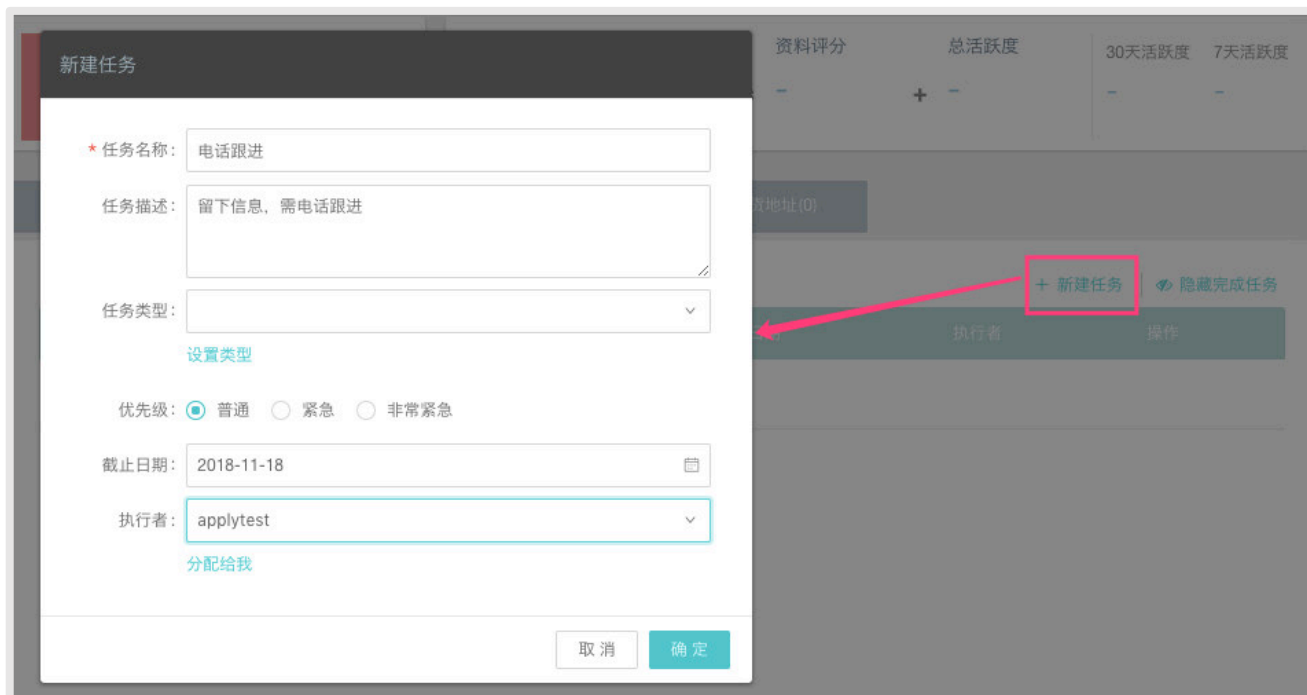 新建任务
资料评分
总活跃度
30天活跃度
7天活跃度
-
+
-
-
-
* 任务名称：
电话跟进
任务描述：
留下信息，需电话跟进
货地址(0)
+ 新建任务
隐藏完成任务
任务类型：
执行者
操作
设置类型
优先级：
普通
紧急
非常紧急
截止日期：
2018-11-18
执行者：
applytest
分配给我
取 消
确 定